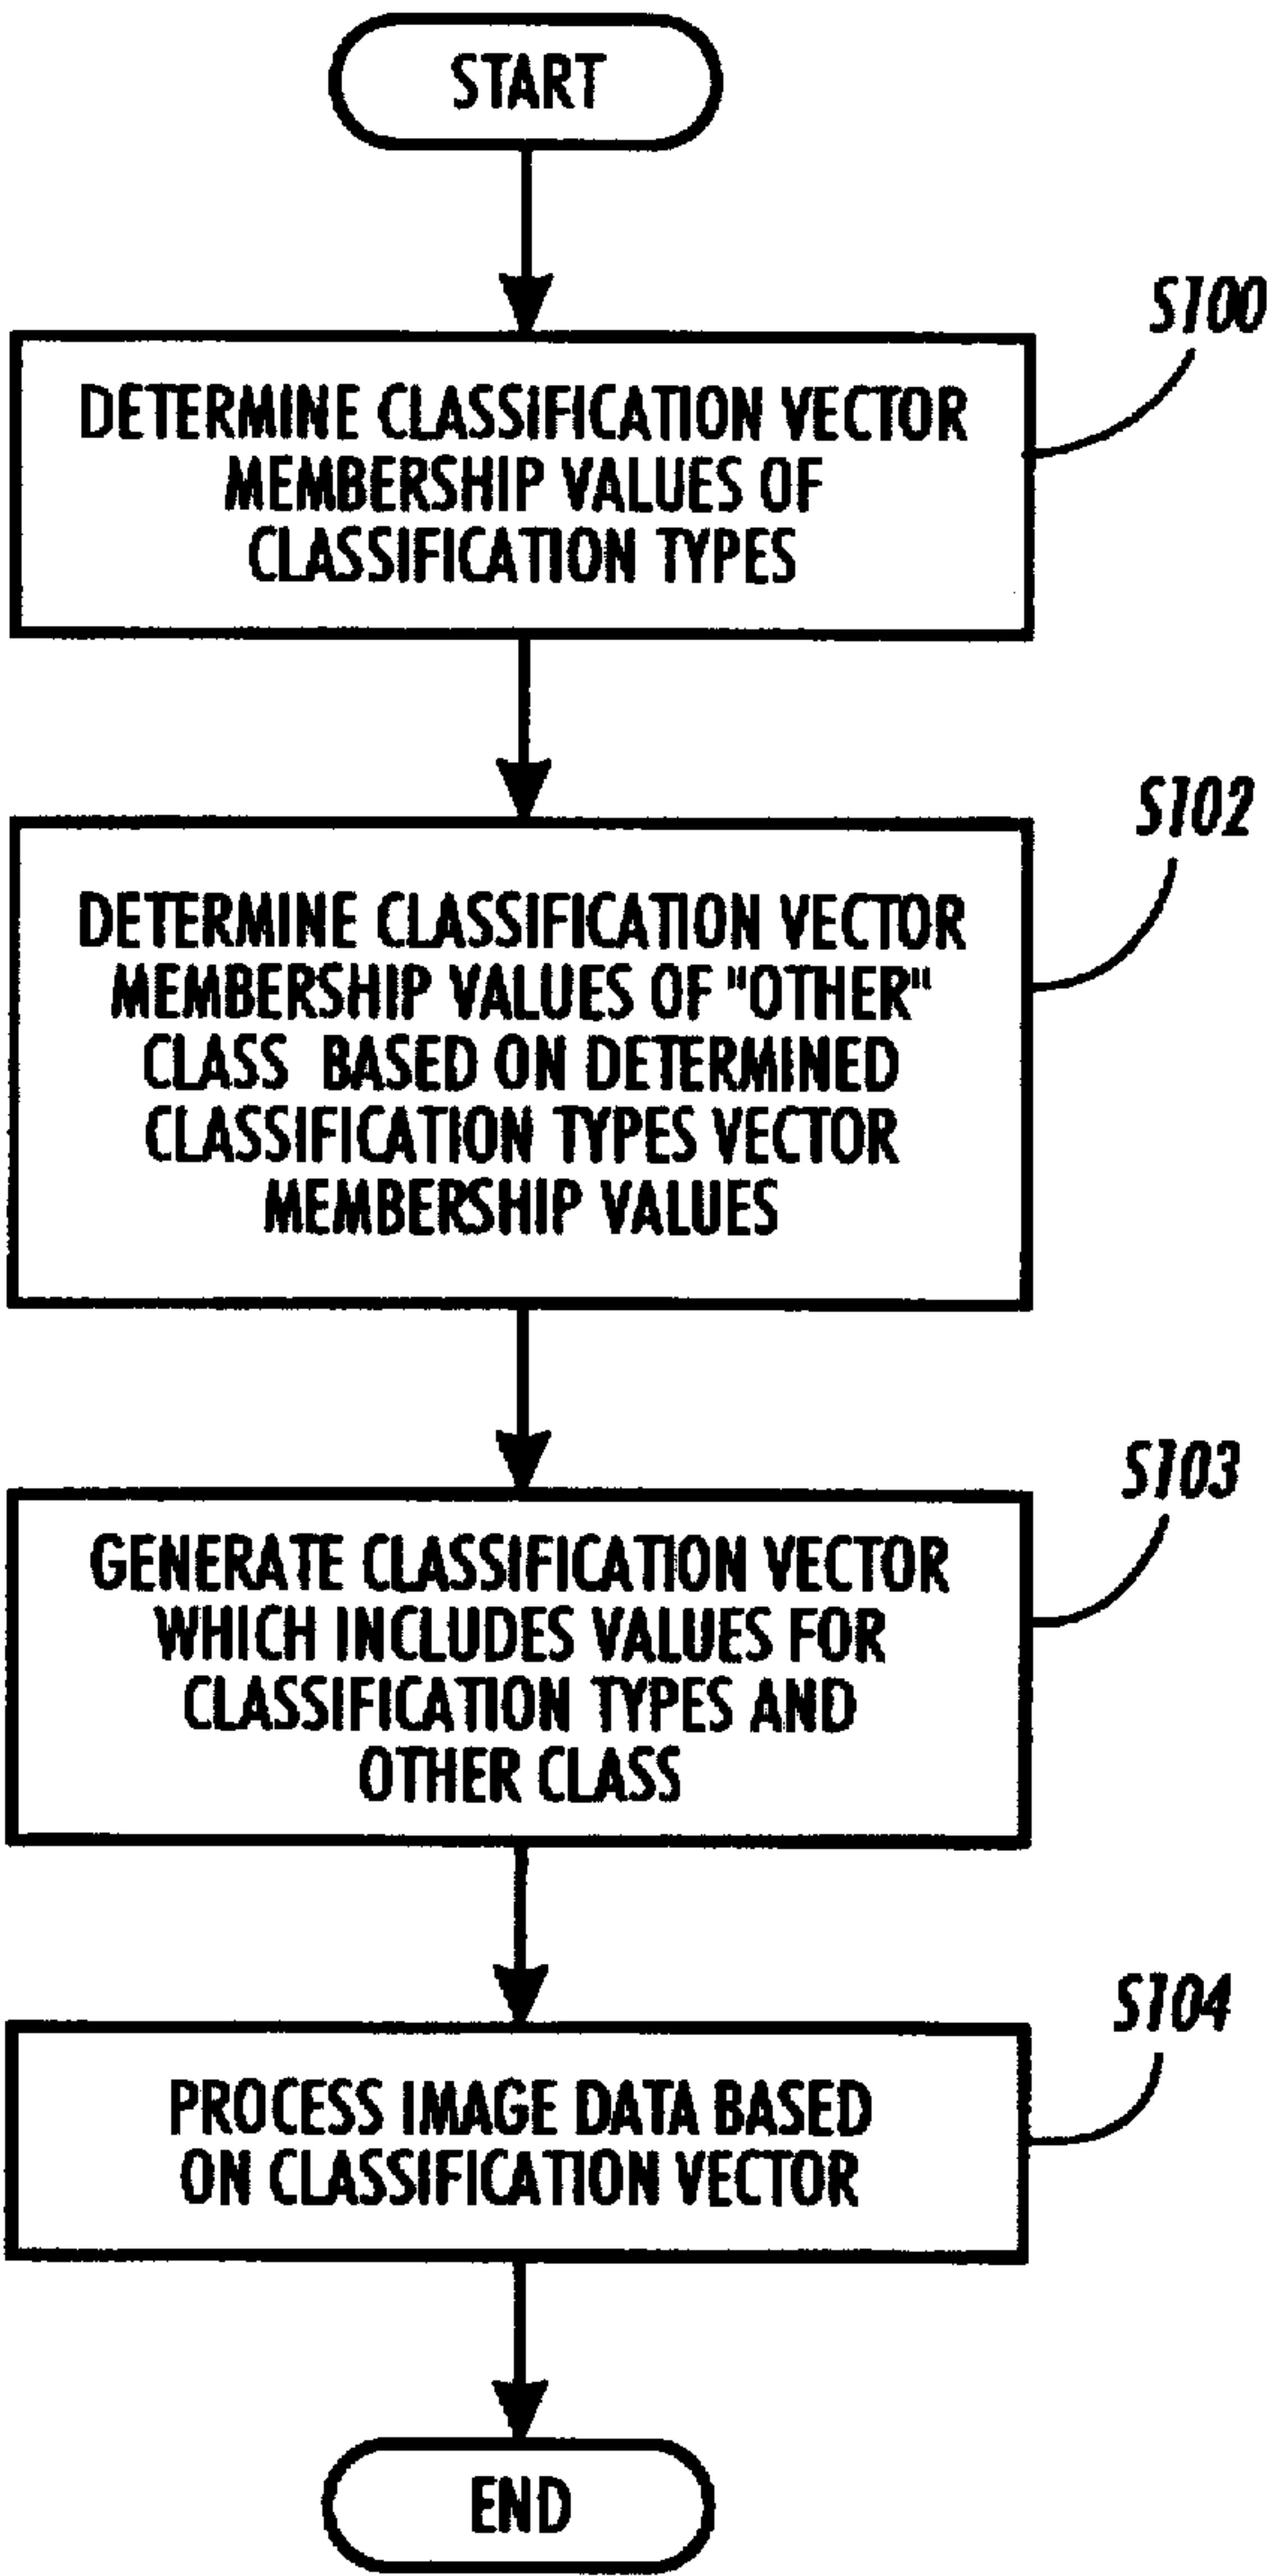 START
S100
DETERMINE CLASSIFICATION VECTOR
MEMBERSHIP VALUES OF
CLASSIFICATION TYPES
S102
DETERMINE CLASSIFICATION VECTOR
MEMBERSHIP VALUES OF "OTHER"
CLASS BASED ON DETERMINED
CLASSIFICATION TYPES VECTOR
MEMBERSHIP VALUES
S103
GENERATE CLASSIFICATION VECTOR
WHICH INCLUDES VALUES FOR
CLASSIFICATION TYPES AND
OTHER CLASS
S104
PROCESS IMAGE DATA BASED
ON CLASSIFICATION VECTOR
END